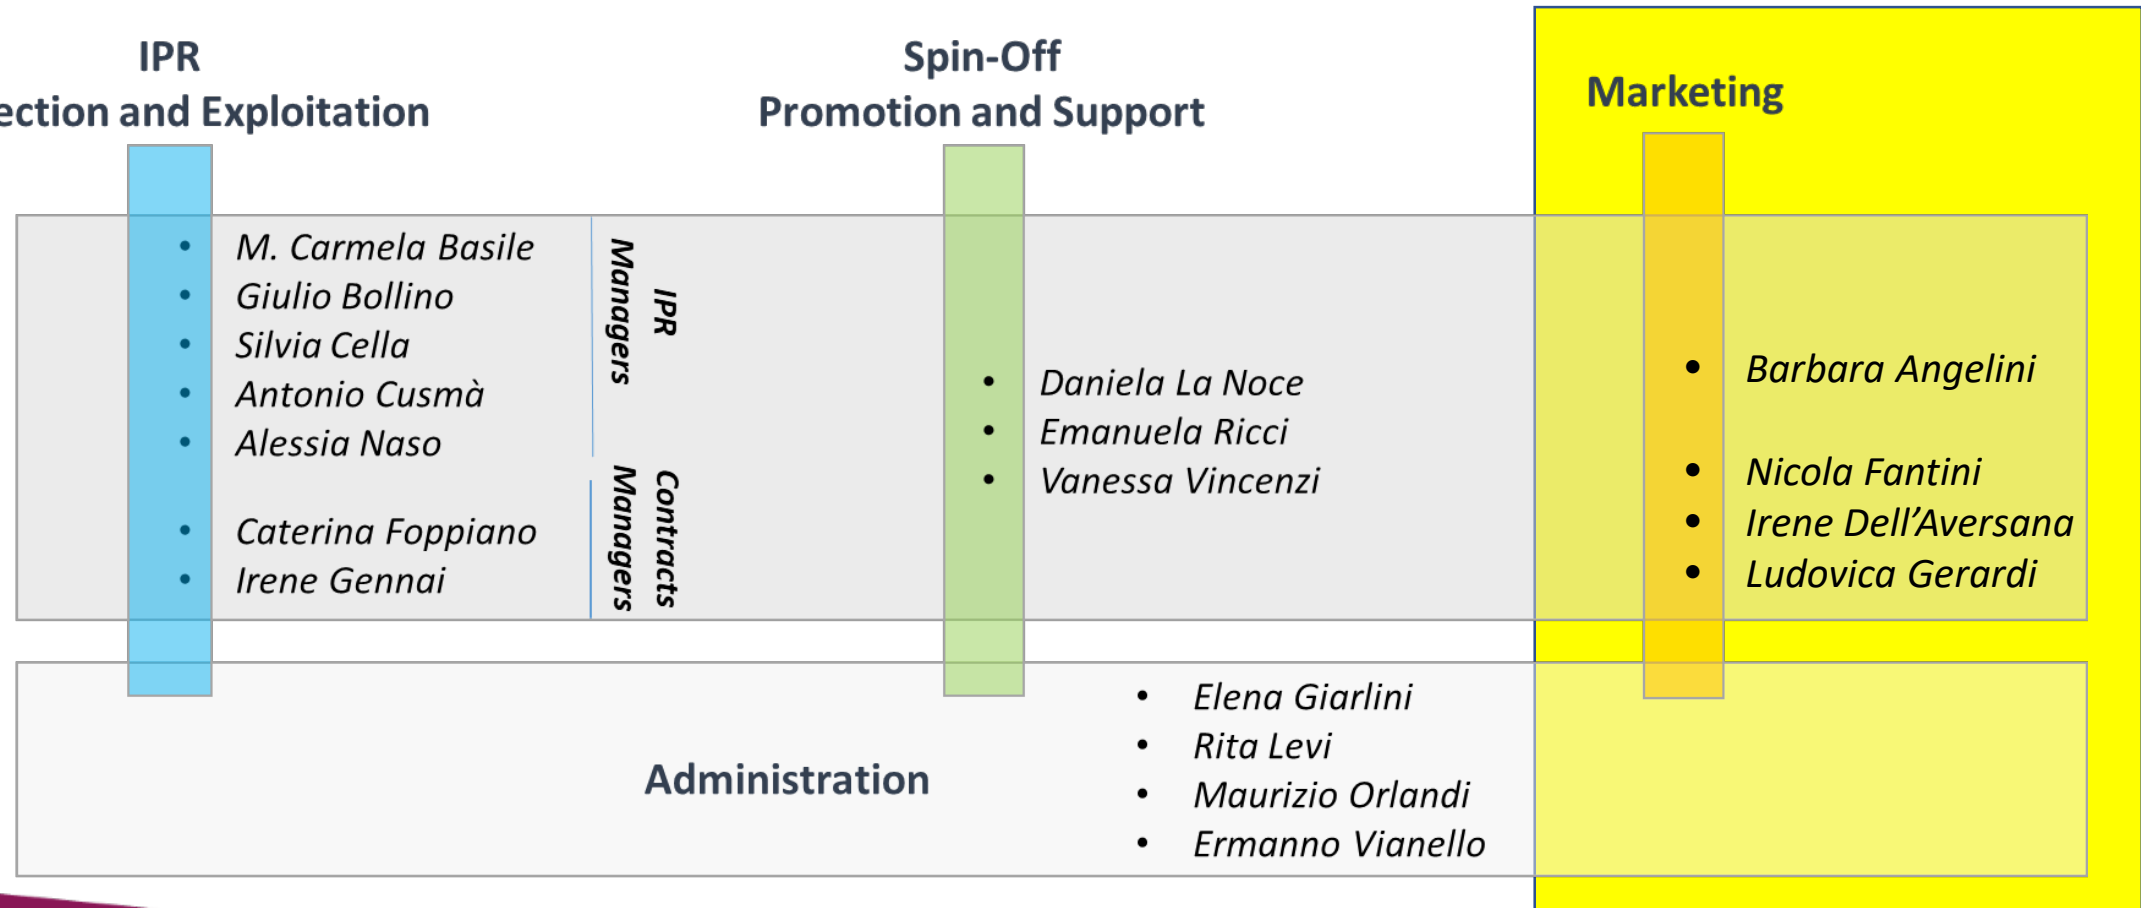 IPR
ection and Exploitation
Spin-Off
Promotion and Support
Marketing
• M. Carmela Basile
• Giulio Bollino
• Silvia Cella
• Antonio Cusmà
• Alessia Naso
• Caterina Foppiano
• Irene Gennai
IPR
Managers
Contracts
Managers
• Daniela La Noce
• Emanuela Ricci
• Vanessa Vincenzi
• Barbara Angelini
• Nicola Fantini
• Irene Dell’Aversana
• Ludovica Gerardi
Administration
• Elena Giarlini
• Rita Levi
• Maurizio Orlandi
• Ermanno Vianello